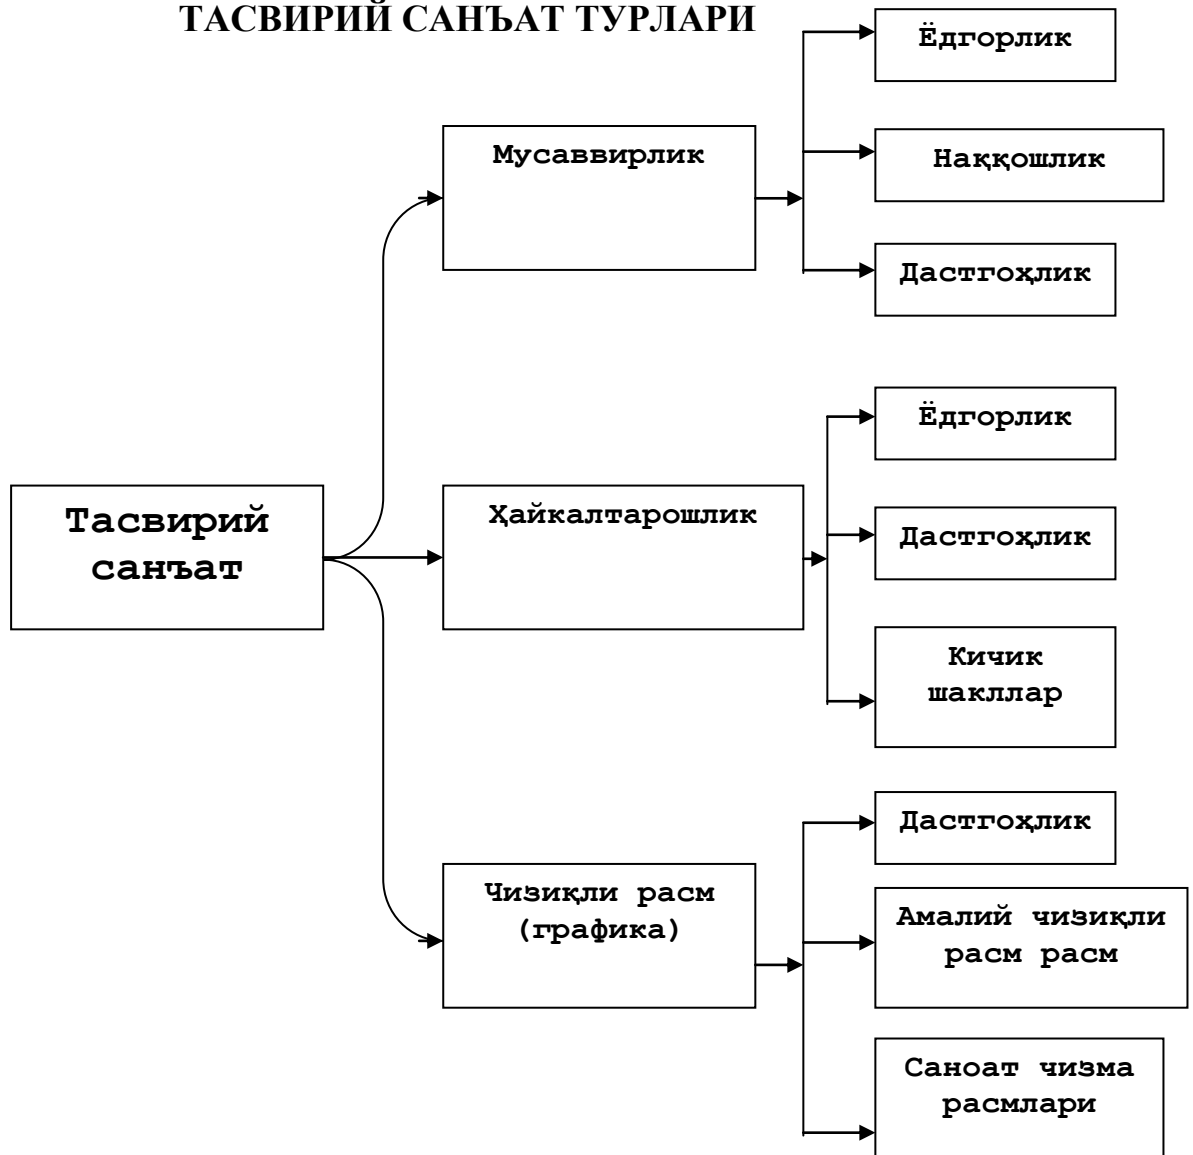 ТАСВИРИЙ САНЪАТ ТУРЛАРИ
Ёдгорлик
Мусаввирлик
Наққошлик
Дастгоҳлик
Ёдгорлик
Тасвирий
санъат
Ҳайкалтарошлик
Дастгоҳлик
Кичик
шакллар
Дастгоҳлик
Чизиқли расм
(графика)
Амалий чизиқли
расм расм
Саноат чизма
расмлари